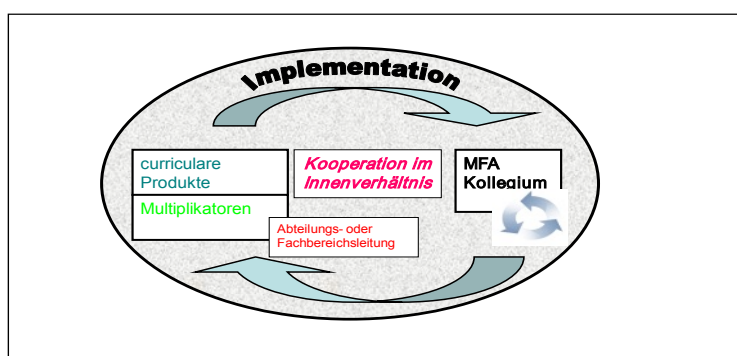 Implementation
curriculare
Produkte
Multiplikatoren
Kooperation im
Innenverhältnis
MFA
Kollegium
Abteilungs- oder
Fachbereichsleitung